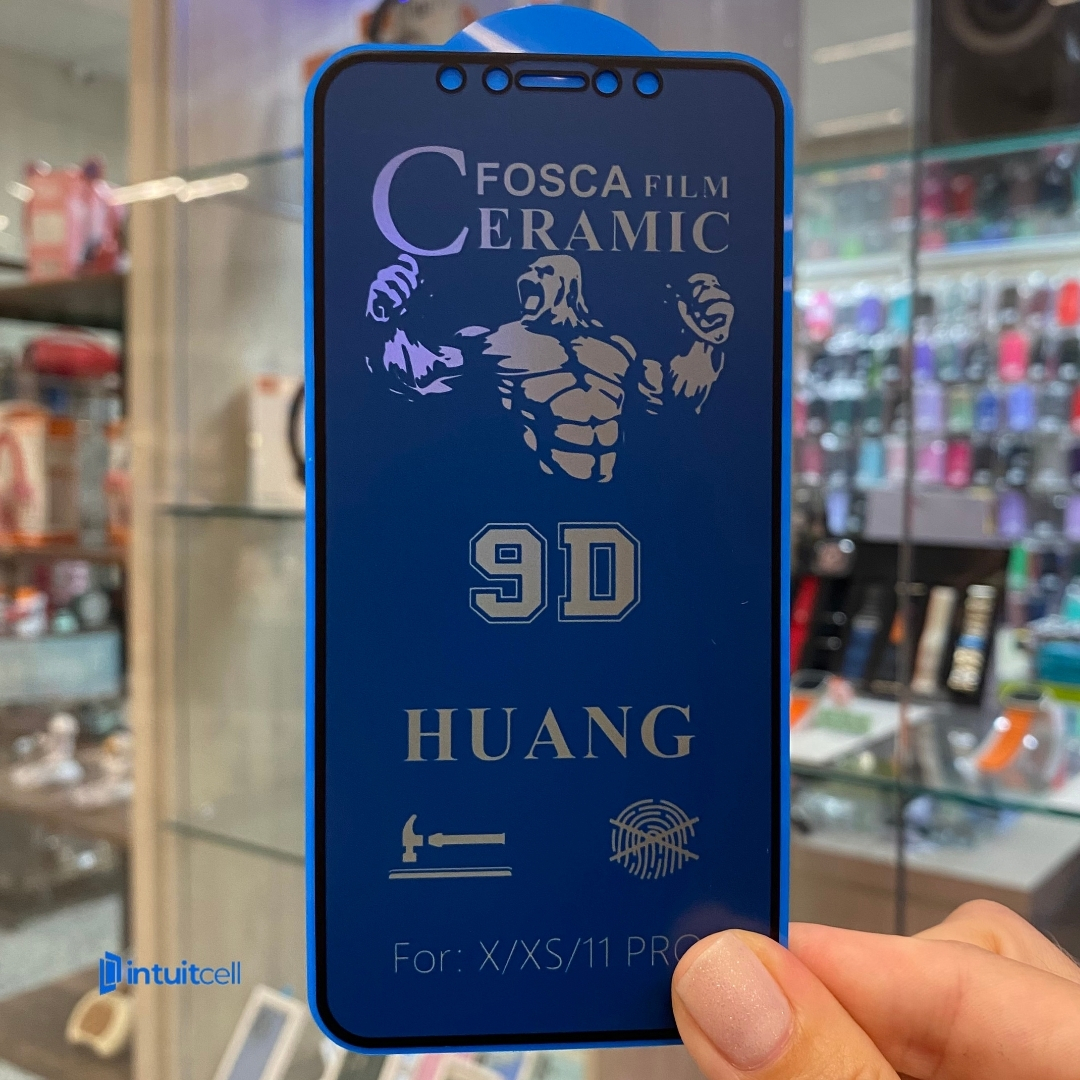 FOSCA FILM
CERAMIC
9D
HUANG
For: X/XS/11 PRO
intuitcell